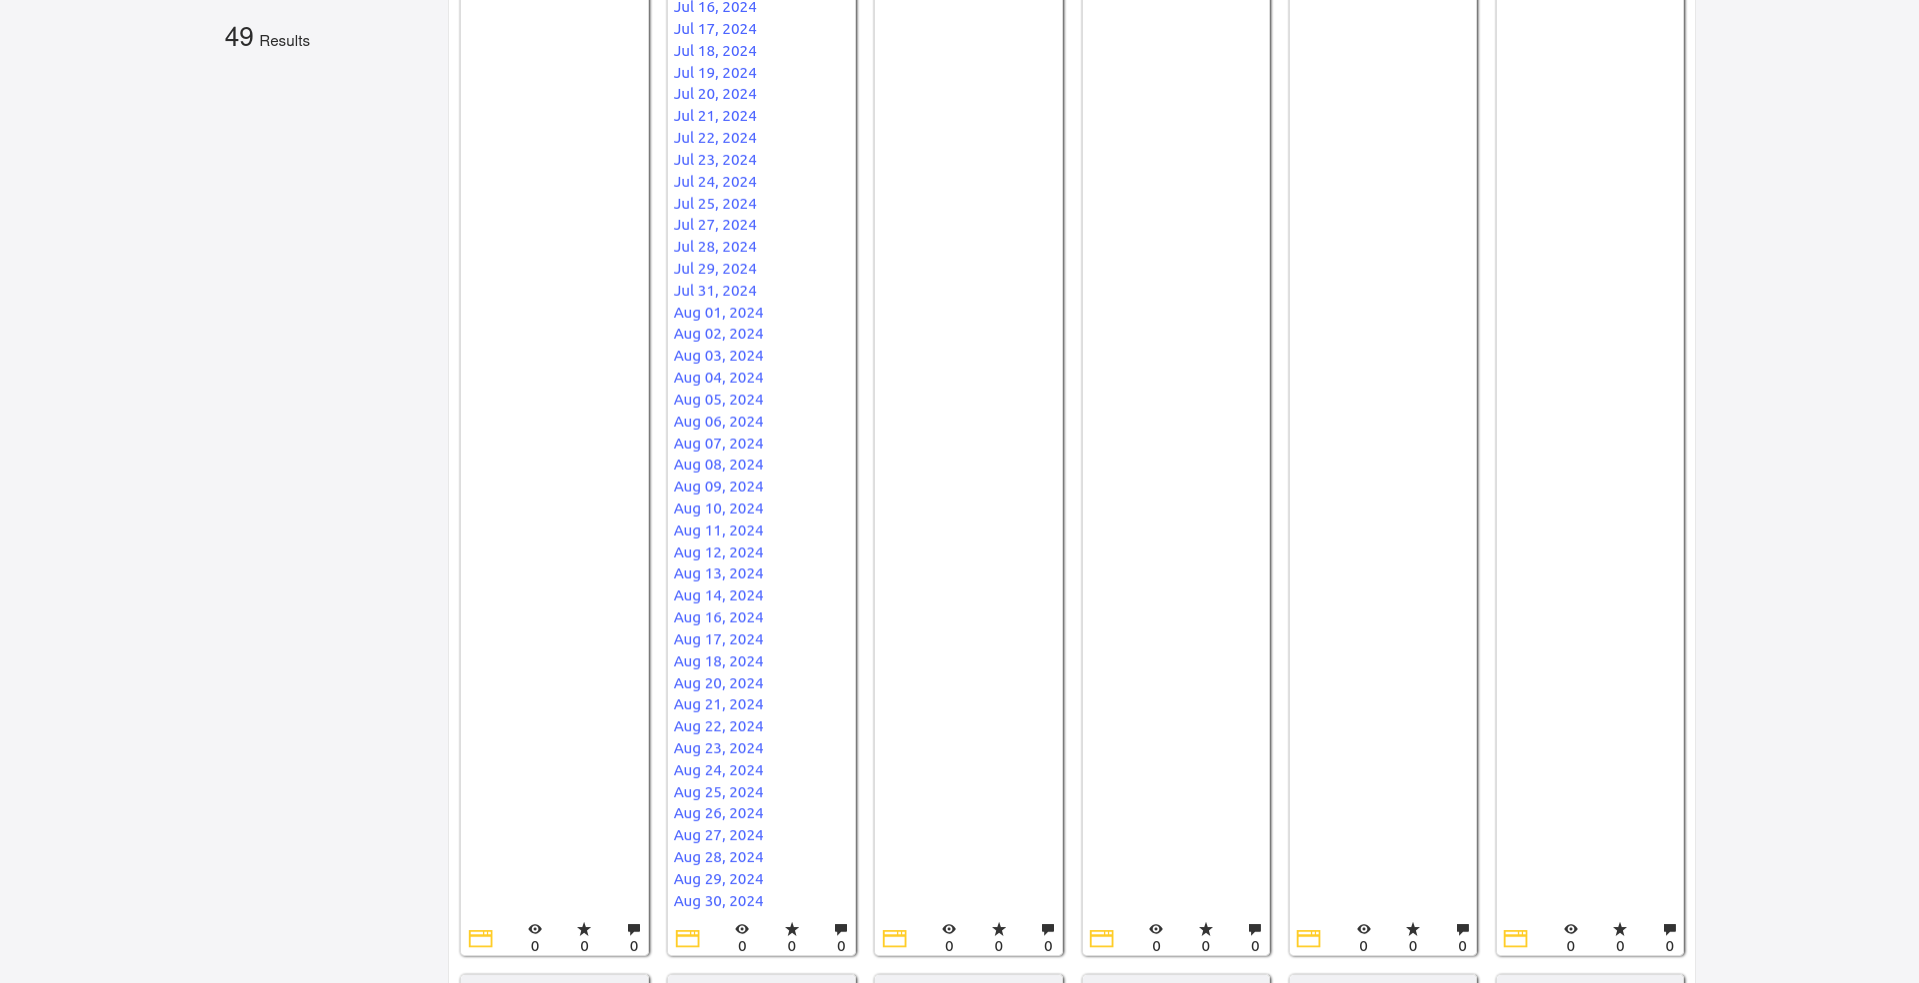 49 Results
Jul 16, 2024
Jul 17, 2024
Jul 18, 2024
Jul 19, 2024
Jul 20, 2024
Jul 21, 2024
Jul 22, 2024
Jul 23, 2024
Jul 24, 2024
Jul 25, 2024
Jul 27, 2024
Jul 28, 2024
Jul 29, 2024
Jul 31, 2024
Aug 01, 2024
Aug 02, 2024
Aug 03, 2024
Aug 04, 2024
Aug 05, 2024
Aug 06, 2024
Aug 07, 2024
Aug 08, 2024
Aug 09, 2024
Aug 10, 2024
Aug 11, 2024
Aug 12, 2024
Aug 13, 2024
Aug 14, 2024
Aug 16, 2024
Aug 17, 2024
Aug 18, 2024
Aug 20, 2024
Aug 21, 2024
Aug 22, 2024
Aug 23, 2024
Aug 24, 2024
Aug 25, 2024
Aug 26, 2024
Aug 27, 2024
Aug 28, 2024
Aug 29, 2024
Aug 30, 2024
0 0 0 0 0 0 0 0 0 0 0 0 0 0 0 0 0 0